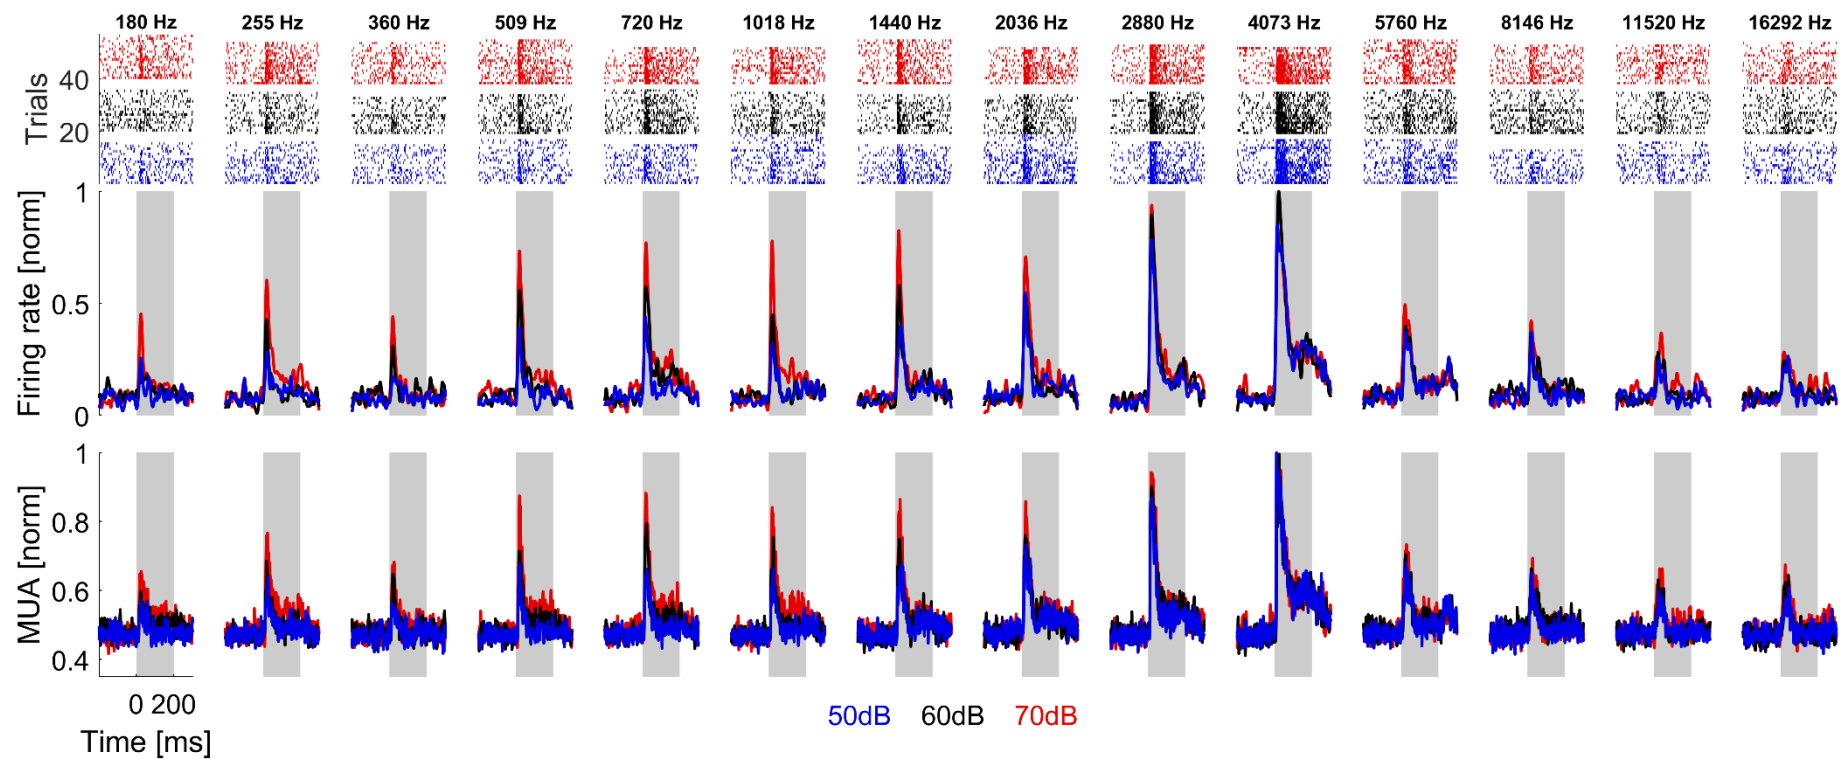 180 Hz 255 Hz 360 Hz 509 Hz 720 Hz 1018 Hz 1440 Hz 2036 Hz 2880 Hz 4073 Hz 5760 Hz 8146 Hz 11520 Hz 16292 Hz
Trials
40
20
Firing rate [norm]
1
0.5
0
MUA [norm]
1
0.8
0.6
0.4
0 200
Time [ms]
50dB 60dB 70dB